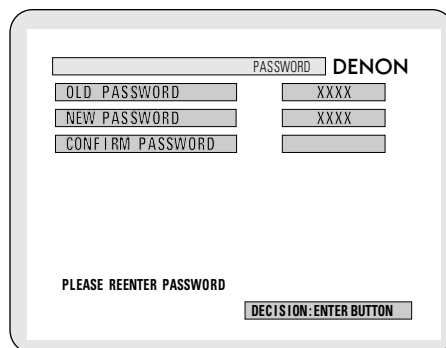 PASSWORD DENON
OLD PASSWORD XXXX
NEW PASSWORD XXXX
CONFIRM PASSWORD
PLEASE REENTER PASSWORD
DECISION:ENTER BUTTON